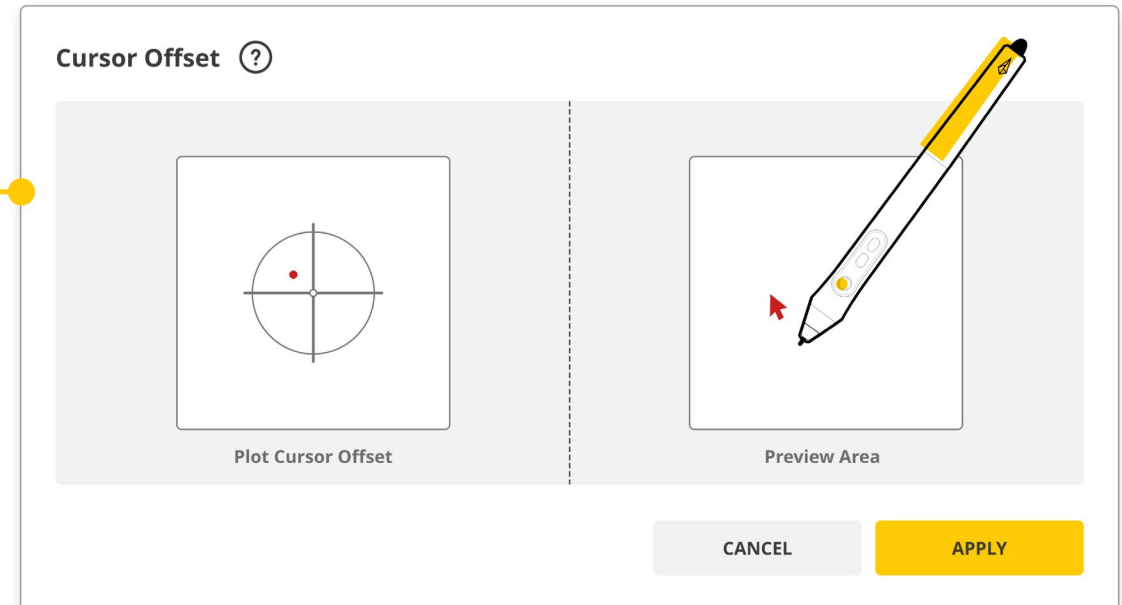 Cursor Offset ?
Plot Cursor Offset
Preview Area
CANCEL
APPLY